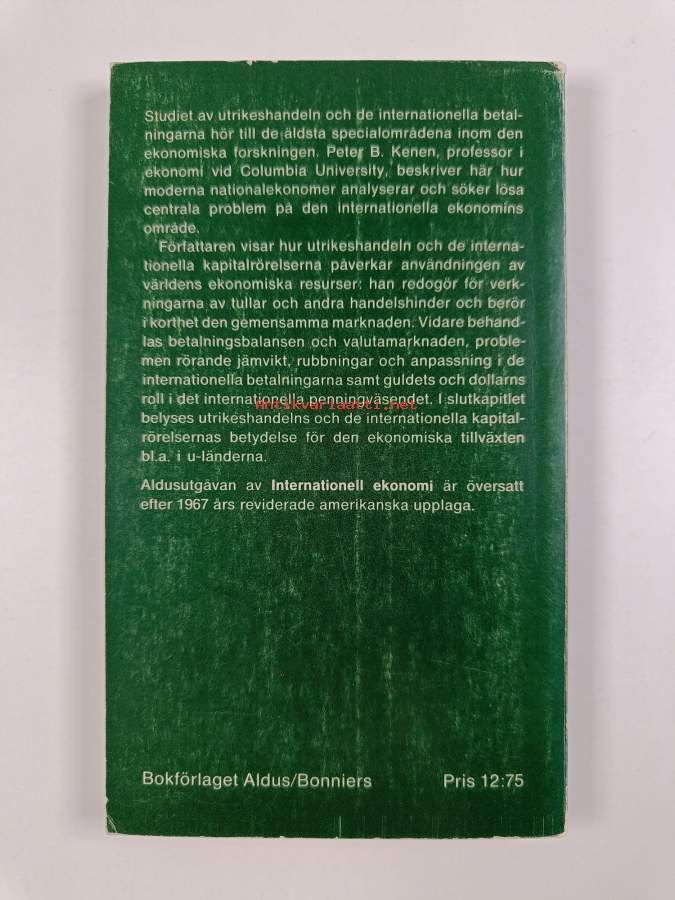 Studiet av utrikeshandeln och de internationella betal-
ningarna hör till de äldsta specialområdena inom den
ekonomiska forskningen. Peter B. Kenen, professor i
ekonomi vid Columbia University, beskriver här hur
moderna nationalekonomer analyserar och söker lösa
centrala problem på den internationella ekonomins
område.
Författaren visar hur utrikeshandeln och de interna-
tionella kapitalrörelserna påverkar användningen av
världens ekonomiska resurser; han redogör för verk-
ningarna av tullar och andra handelshinder och berör
i korthet den gemensamma marknaden. Vidare behand-
las betalningsbalansen och valutamarknaden, proble-
men rörande jämvikt, rubbningar och anpassning i de
internationella betalningarna samt guldets och dollarns
roll i det internationella penningväsendet. I slutkapitlet
Antikvariaatti.net
belyses utrikeshandelns och de internationella kapital-
rörelsernas betydelse för den ekonomiska tillväxten
bl.a. i u-länderna.
Aldusutgåvan av Internationell ekonomi är översatt
efter 1967 års reviderade amerikanska upplaga.
Bokförlaget Aldus/Bonniers Pris 12:75